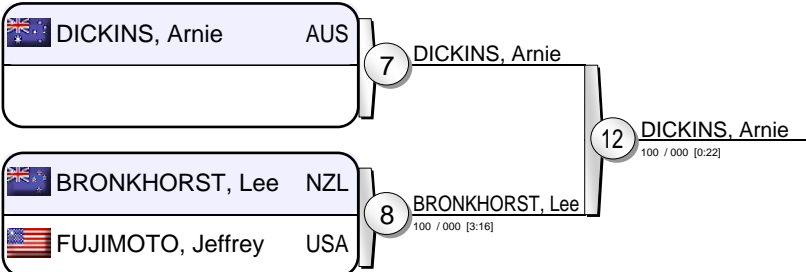 DICKINS, Arnie AUS
7
DICKINS, Arnie
12
DICKINS, Arnie
100 / 000 [0:22]
BRONKHORST, Lee NZL
8
BRONKHORST, Lee
100 / 000 [3:16]
FUJIMOTO, Jeffrey USA